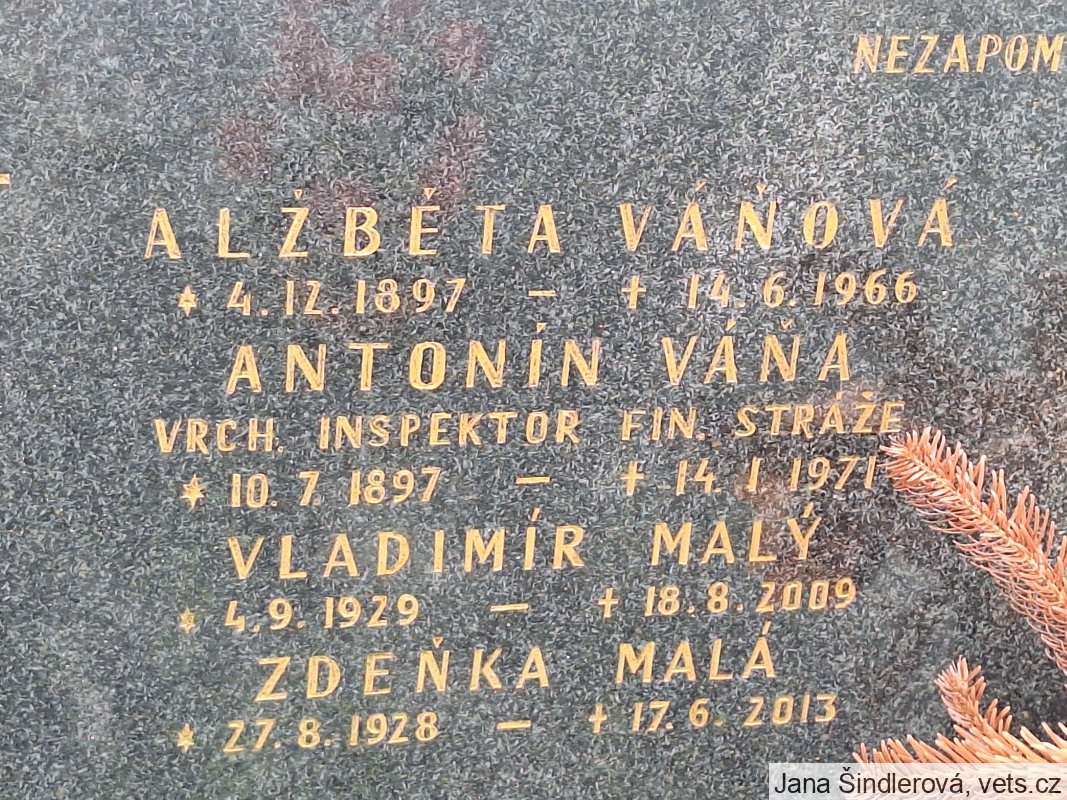 NEZAPOM
ALŽBĚTA VÁŇOVÁ
* 4.12.1897 – + 14.6.1966
ANTONÍN VÁŇA
VRCH. INSPEKTOR FIN. STRÁŽE
* 10.7.1897 – + 14.1.1971
VLADIMÍR MALÝ
* 4.9.1929 – + 18.8.2009
ZDEŇKA MALÁ
* 27.8.1928 – + 17.6.2013
Jana Šindlerová, vets.cz